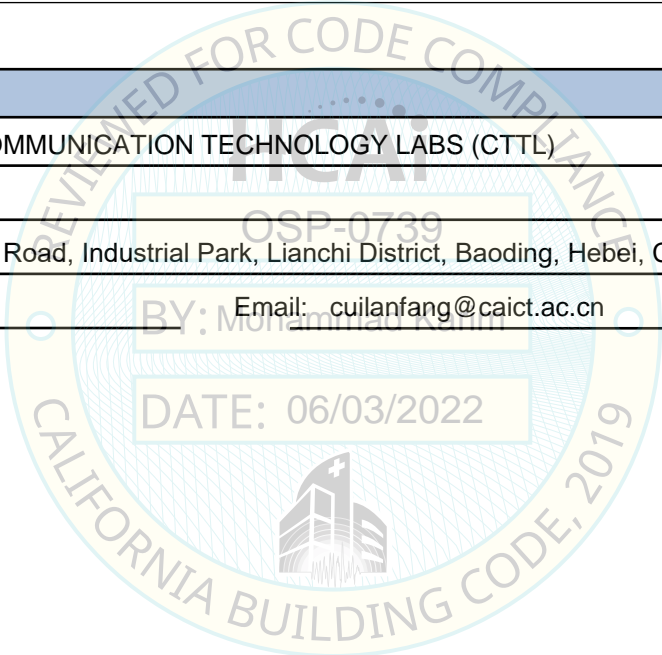 REVIEWED FOR CODE COMPLIANCE
HCAi
OMMUNICATION TECHNOLOGY LABS (CTTL)
OSP-0739
Road, Industrial Park, Lianchi District, Baoding, Hebei, C
BY: Mohammad Karim
Email: cuilanfang@caict.ac.cn
DATE: 06/03/2022
CALIFORNIA BUILDING CODE, 2019